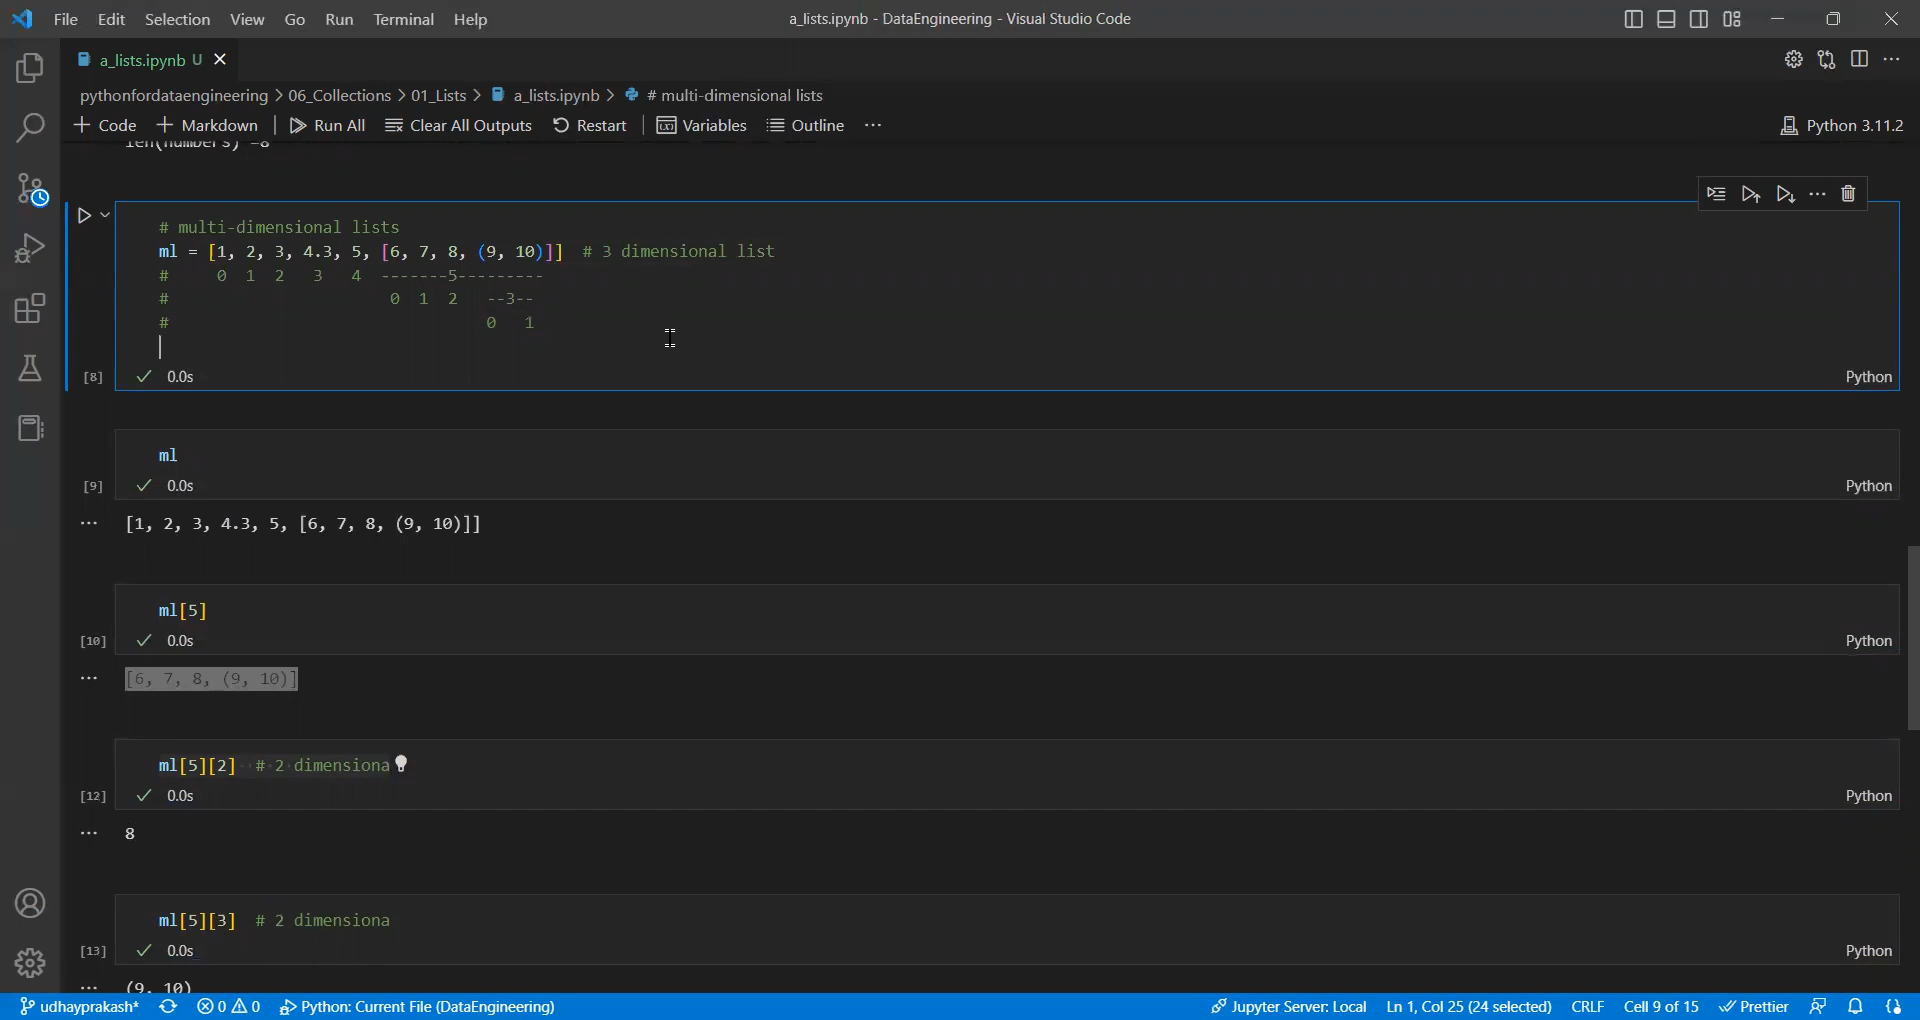 File Edit Selection View Go Run Terminal Help
a_lists.ipynb - DataEngineering - Visual Studio Code
a_lists.ipynb U
pythonfordataengineering > 06_Collections > 01_Lists > a_lists.ipynb > # multi-dimensional lists
+ Code + Markdown | Run All Clear All Outputs Restart | Variables Outline ...
Python 3.11.2
len(numbers) =8
# multi-dimensional lists
ml = [1, 2, 3, 4.3, 5, [6, 7, 8, (9, 10)]] # 3 dimensional list
# 0 1 2 3 4 -------5---------
# 0 1 2 --3--
# 0 1
[8] 0.0s Python
ml
[9] 0.0s Python
[1, 2, 3, 4.3, 5, [6, 7, 8, (9, 10)]]
ml[5]
[10] 0.0s Python
[6, 7, 8, (9, 10)]
ml[5][2] # 2 dimensiona
[12] 0.0s Python
8
ml[5][3] # 2 dimensiona
[13] 0.0s Python
(9, 10)
udhayprakash* 0 0 Python: Current File (DataEngineering) Jupyter Server: Local Ln 1, Col 25 (24 selected) CRLF Cell 9 of 15 Prettier